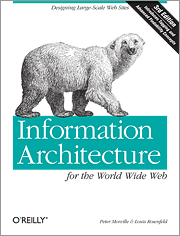 Designing Large-Scale Web Sites
3rd Edition
Information
Architecture
for the World Wide Web
O'REILLY®
Peter Morville & Louis Rosenfeld